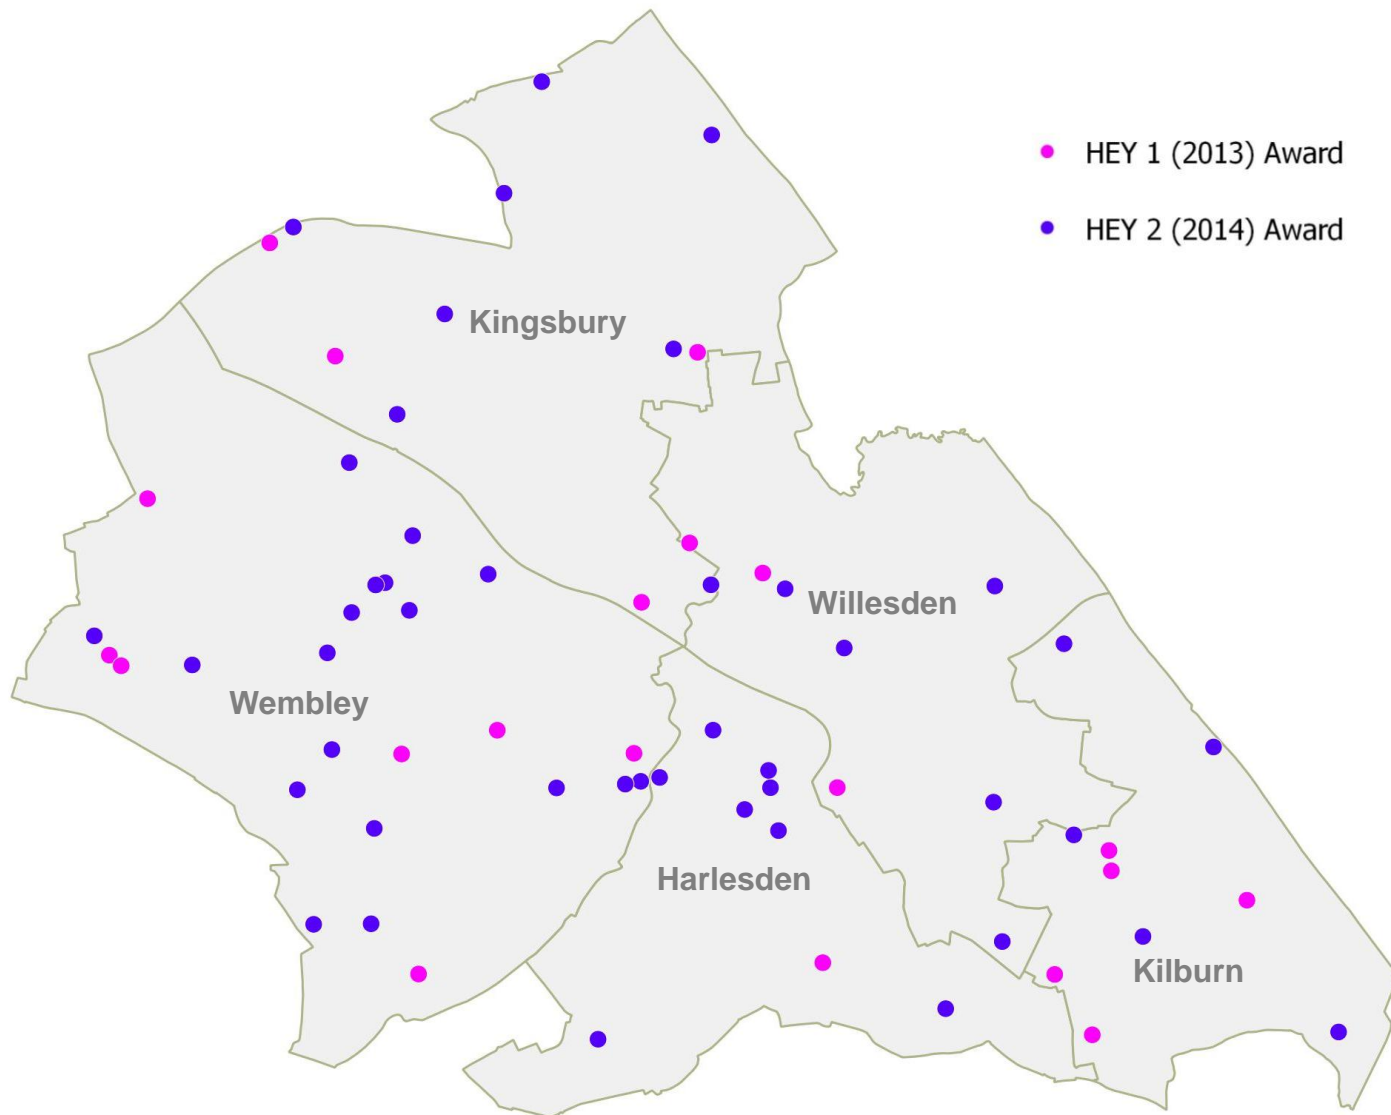 HEY 1 (2013) Award
HEY 2 (2014) Award
Kingsbury
Willesden
Wembley
Harlesden
Kilburn